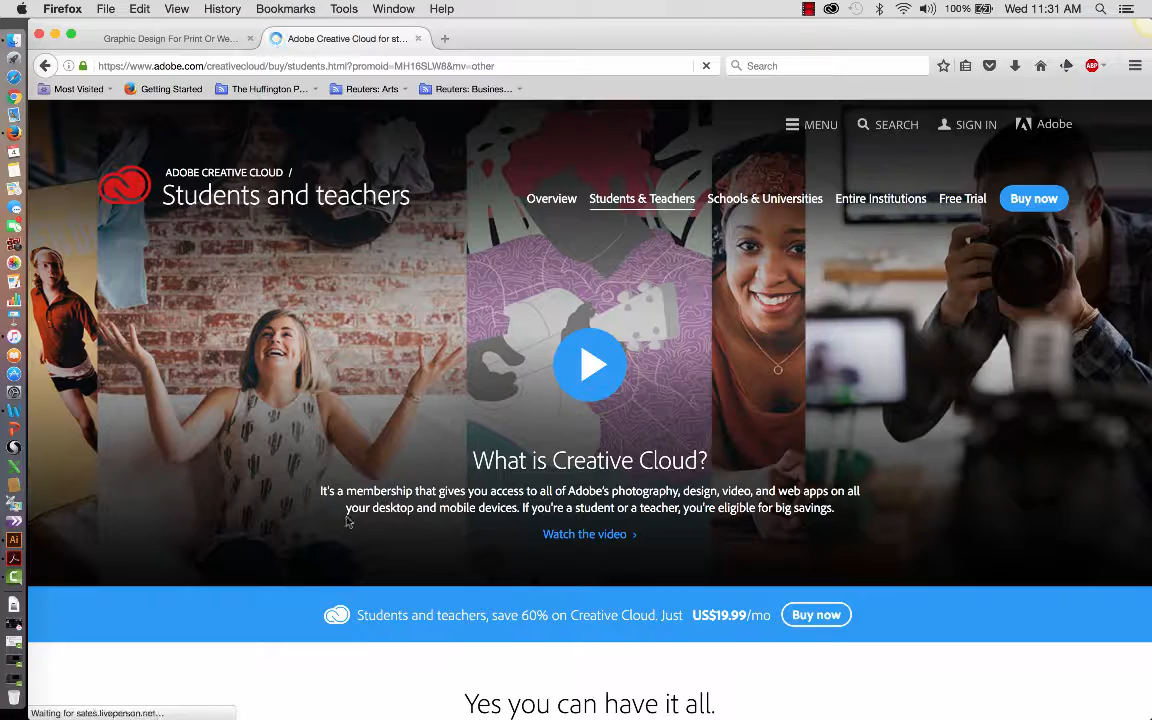 Firefox File Edit View History Bookmarks Tools Window Help 100% Wed 11:31 AM
Graphic Design For Print Or We... Adobe Creative Cloud for st...
https://www.adobe.com/creativecloud/buy/students.html?promoid=MH16SLW8&mv=other Search ABP
Most Visited Getting Started The Huffington P... Reuters: Arts Reuters: Busines...
MENU SEARCH SIGN IN Adobe
ADOBE CREATIVE CLOUD /
Students and teachers
Overview Students & Teachers Schools & Universities Entire Institutions Free Trial Buy now
What is Creative Cloud?
It's a membership that gives you access to all of Adobe's photography, design, video, and web apps on all
your desktop and mobile devices. If you're a student or a teacher, you're eligible for big savings.
Watch the video ›
Students and teachers, save 60% on Creative Cloud. Just US$19.99/mo Buy now
Yes you can have it all.
Ai
Waiting for sales.liveperson.net...